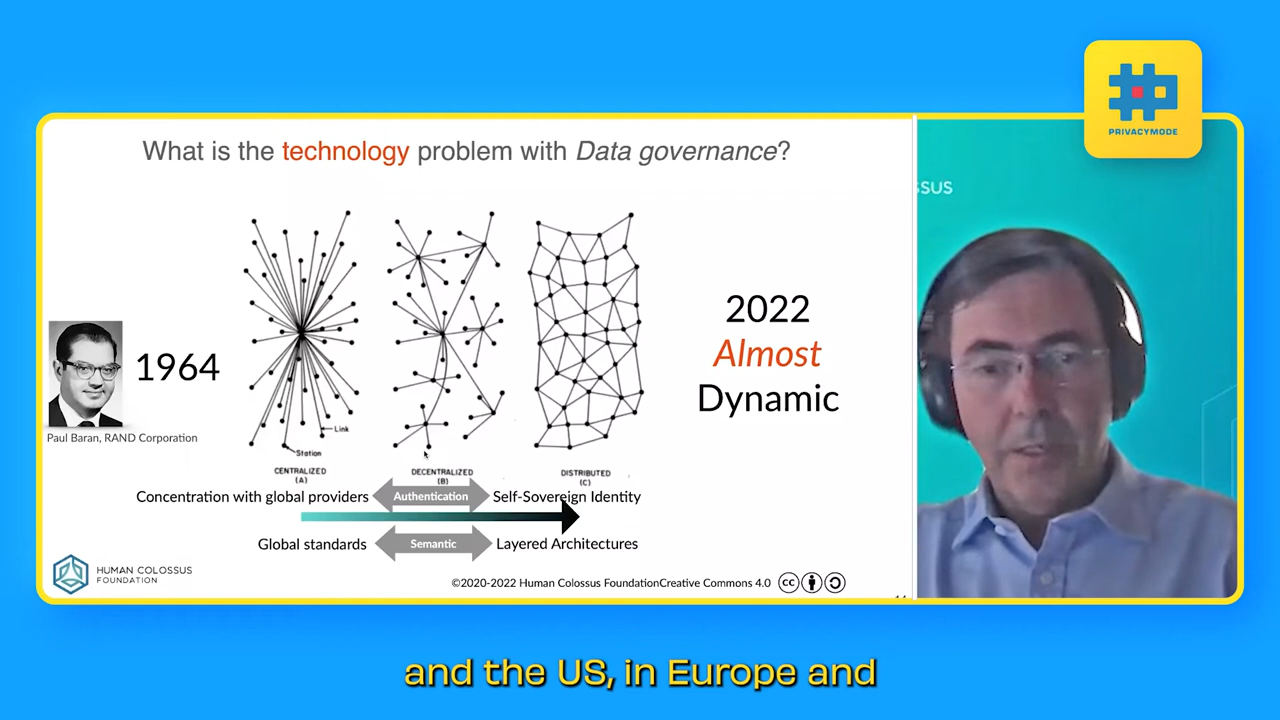 PRIVACYMODE
What is the technology problem with Data governance?
SSUS
1964
Paul Baran, RAND Corporation
Link
Station
CENTRALIZED
(A)
DECENTRALIZED
(B)
DISTRIBUTED
(C)
2022
Almost
Dynamic
Concentration with global providers Authentication Self-Sovereign Identity
Global standards Semantic Layered Architectures
HUMAN COLOSSUS
FOUNDATION
©2020-2022 Human Colossus FoundationCreative Commons 4.0 cc
and the US, in Europe and